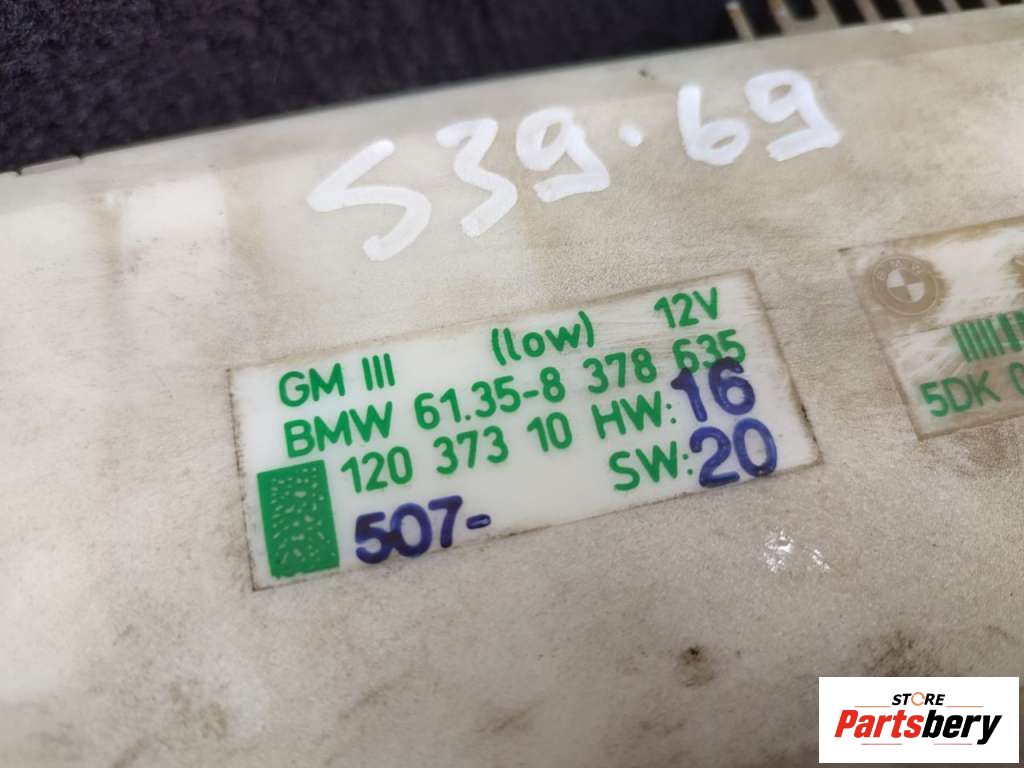 S39.69
GM III (low) 12V
BMW 61.35-8 378 635
120 373 10 HW: 16
SW: 20
507-
5DK 0
STORE
Partsbery